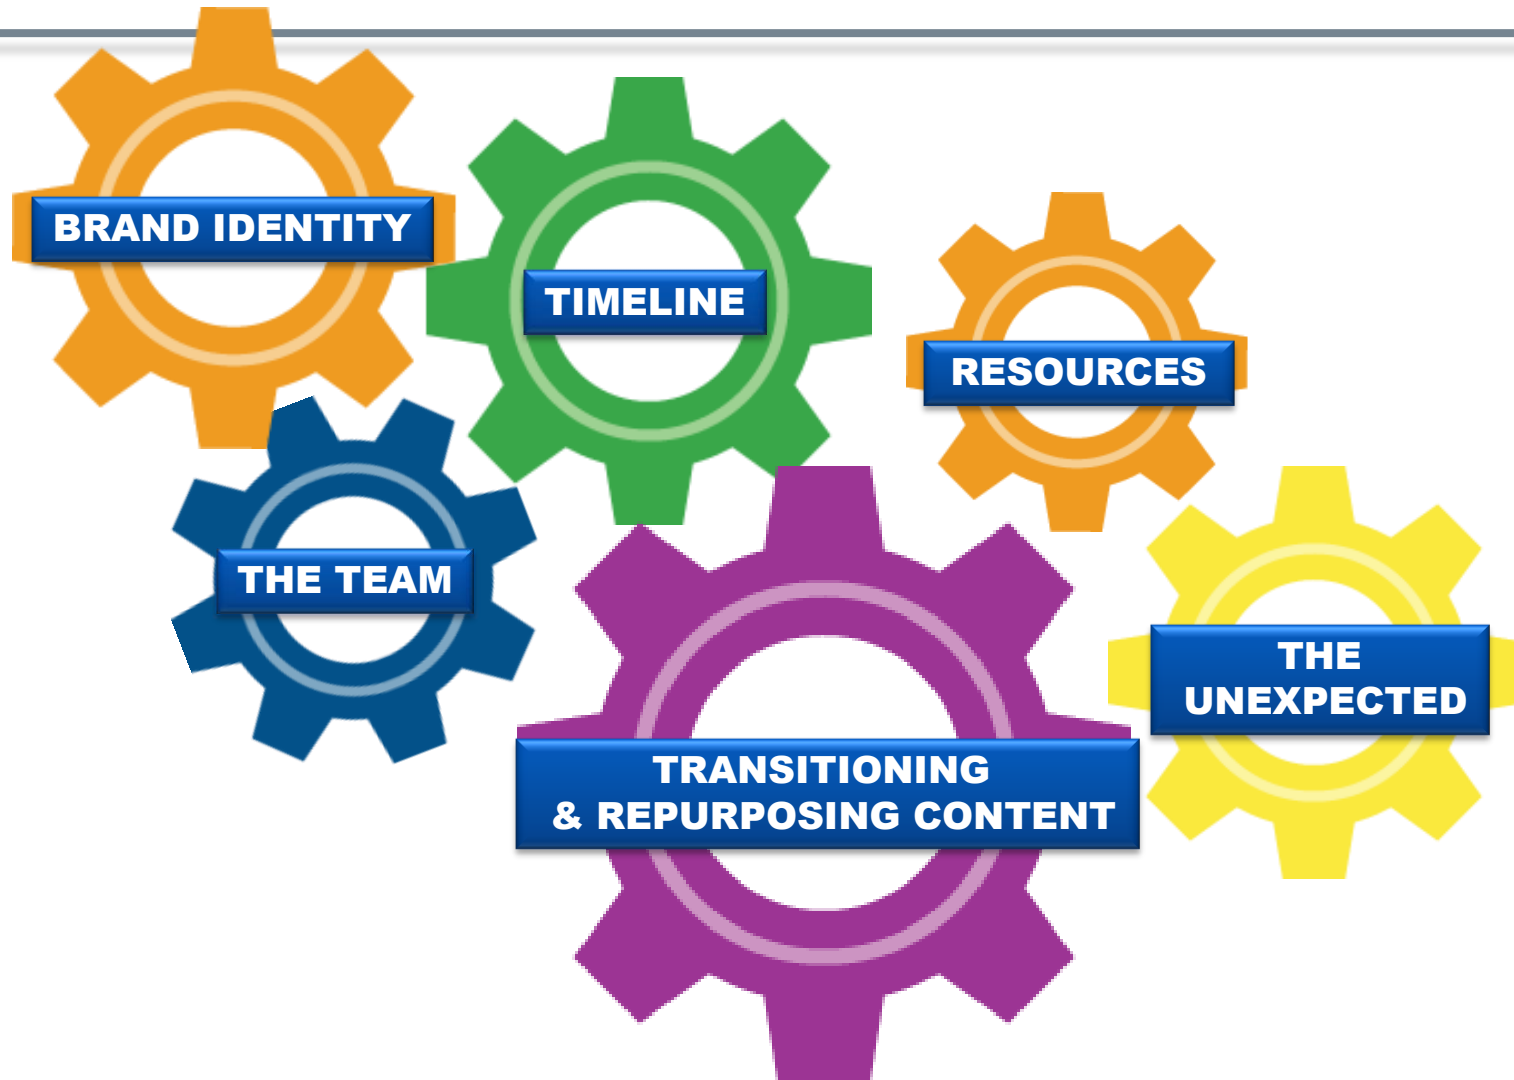 BRAND IDENTITY
TIMELINE
RESOURCES
THE TEAM
THE
UNEXPECTED
TRANSITIONING
& REPURPOSING CONTENT